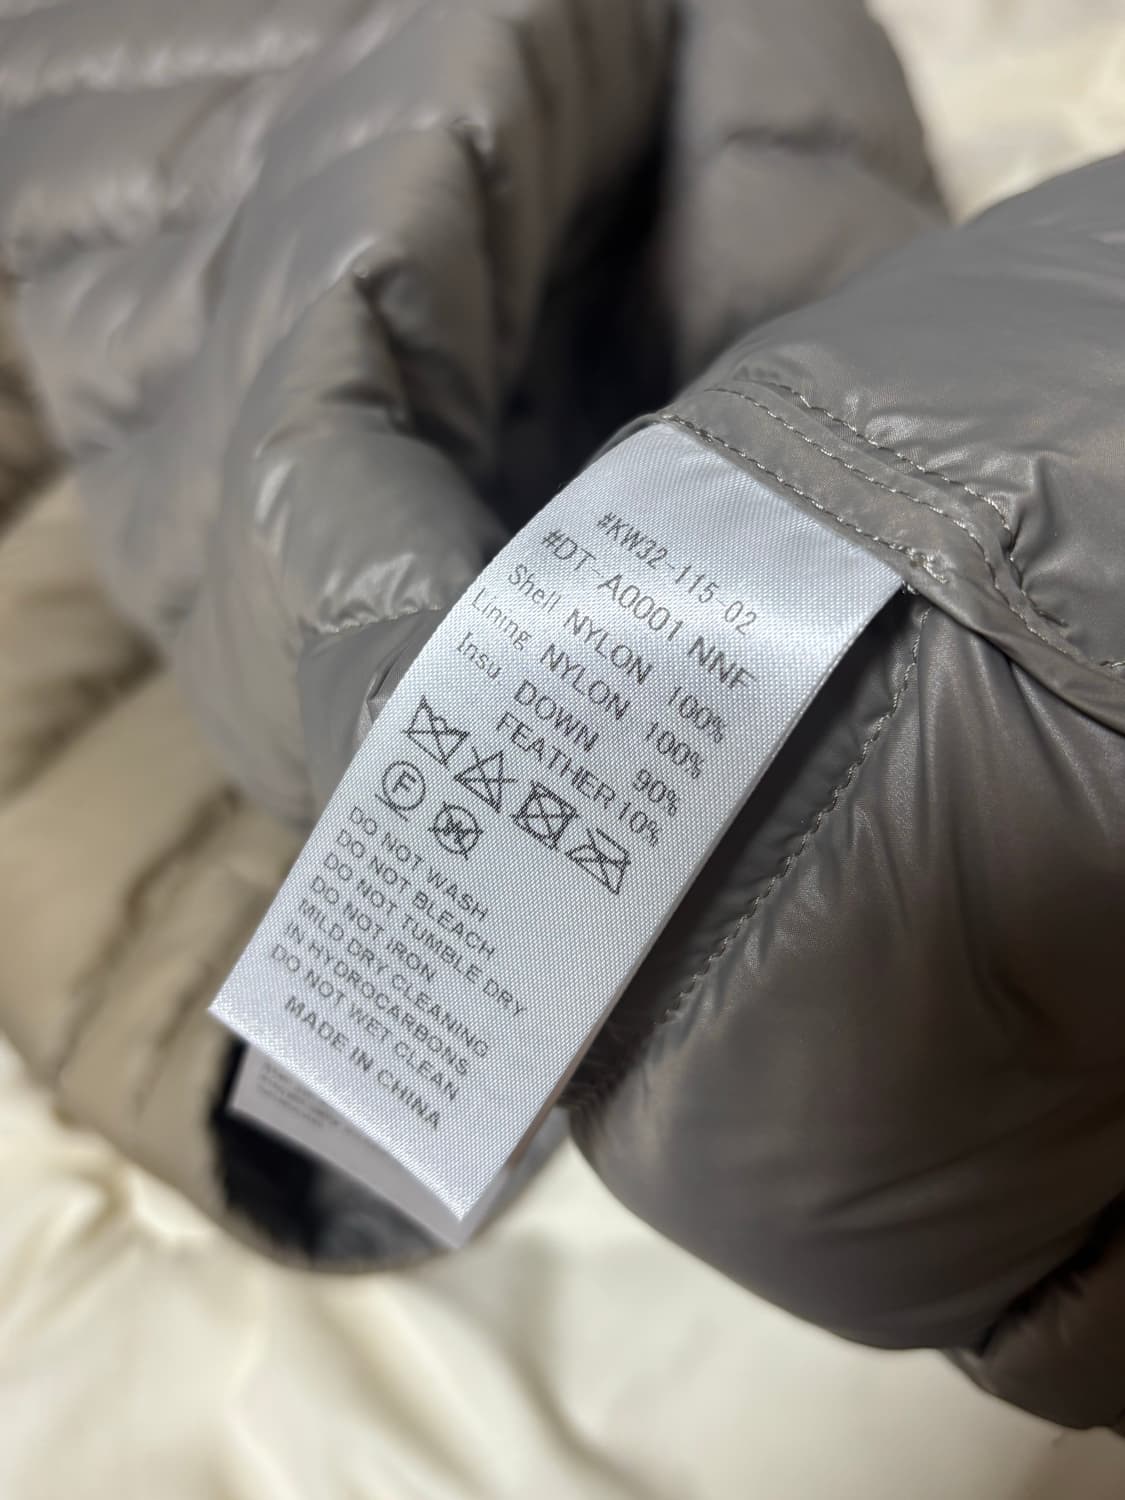 #KW32-115-02
#DT-A0001 NNF
Shell NYLON 100%
Lining NYLON 100%
Insu. DOWN 90%
FEATHER 10%
F
W
DO NOT WASH
DO NOT BLEACH
DO NOT TUMBLE DRY
DO NOT IRON
MILD DRY CLEANING
IN HYDROCARBONS
DO NOT WET CLEAN
MADE IN CHINA